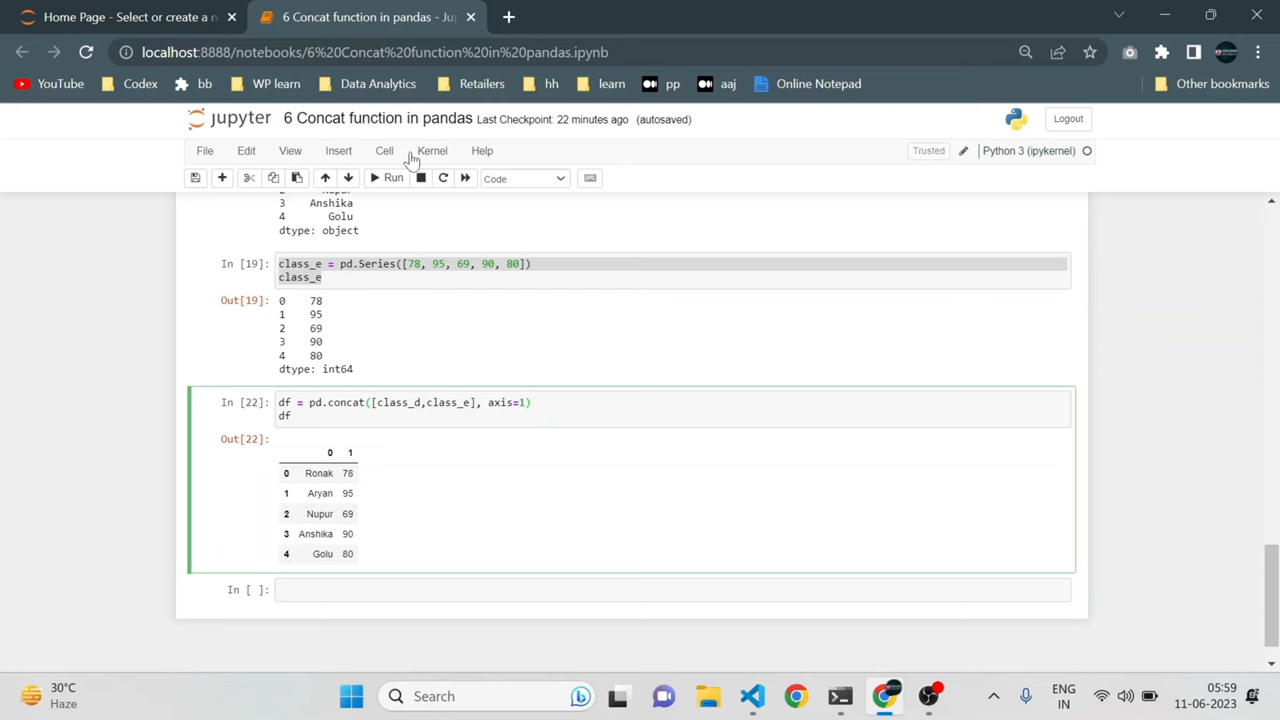 Home Page - Select or create a n
6 Concat function in pandas - Ju
localhost:8888/notebooks/6%20Concat%20function%20in%20pandas.ipynb
YouTube Codex bb WP learn Data Analytics Retailers hh learn pp aaj Online Notepad Other bookmarks
jupyter 6 Concat function in pandas Last Checkpoint: 22 minutes ago (autosaved) Logout
File Edit View Insert Cell Kernel Help Trusted Python 3 (ipykernel)
Run Code
3 Anshika
4 Golu
dtype: object
In [19]: class_e = pd.Series([78, 95, 69, 90, 80])
class_e
Out[19]: 0 78
1 95
2 69
3 90
4 80
dtype: int64
In [22]: df = pd.concat([class_d,class_e], axis=1)
df
Out[22]:
0 1
0 Ronak 78
1 Aryan 95
2 Nupur 69
3 Anshika 90
4 Golu 80
In [ ]:
30°C
Haze
Search
ENG
IN
05:59
11-06-2023